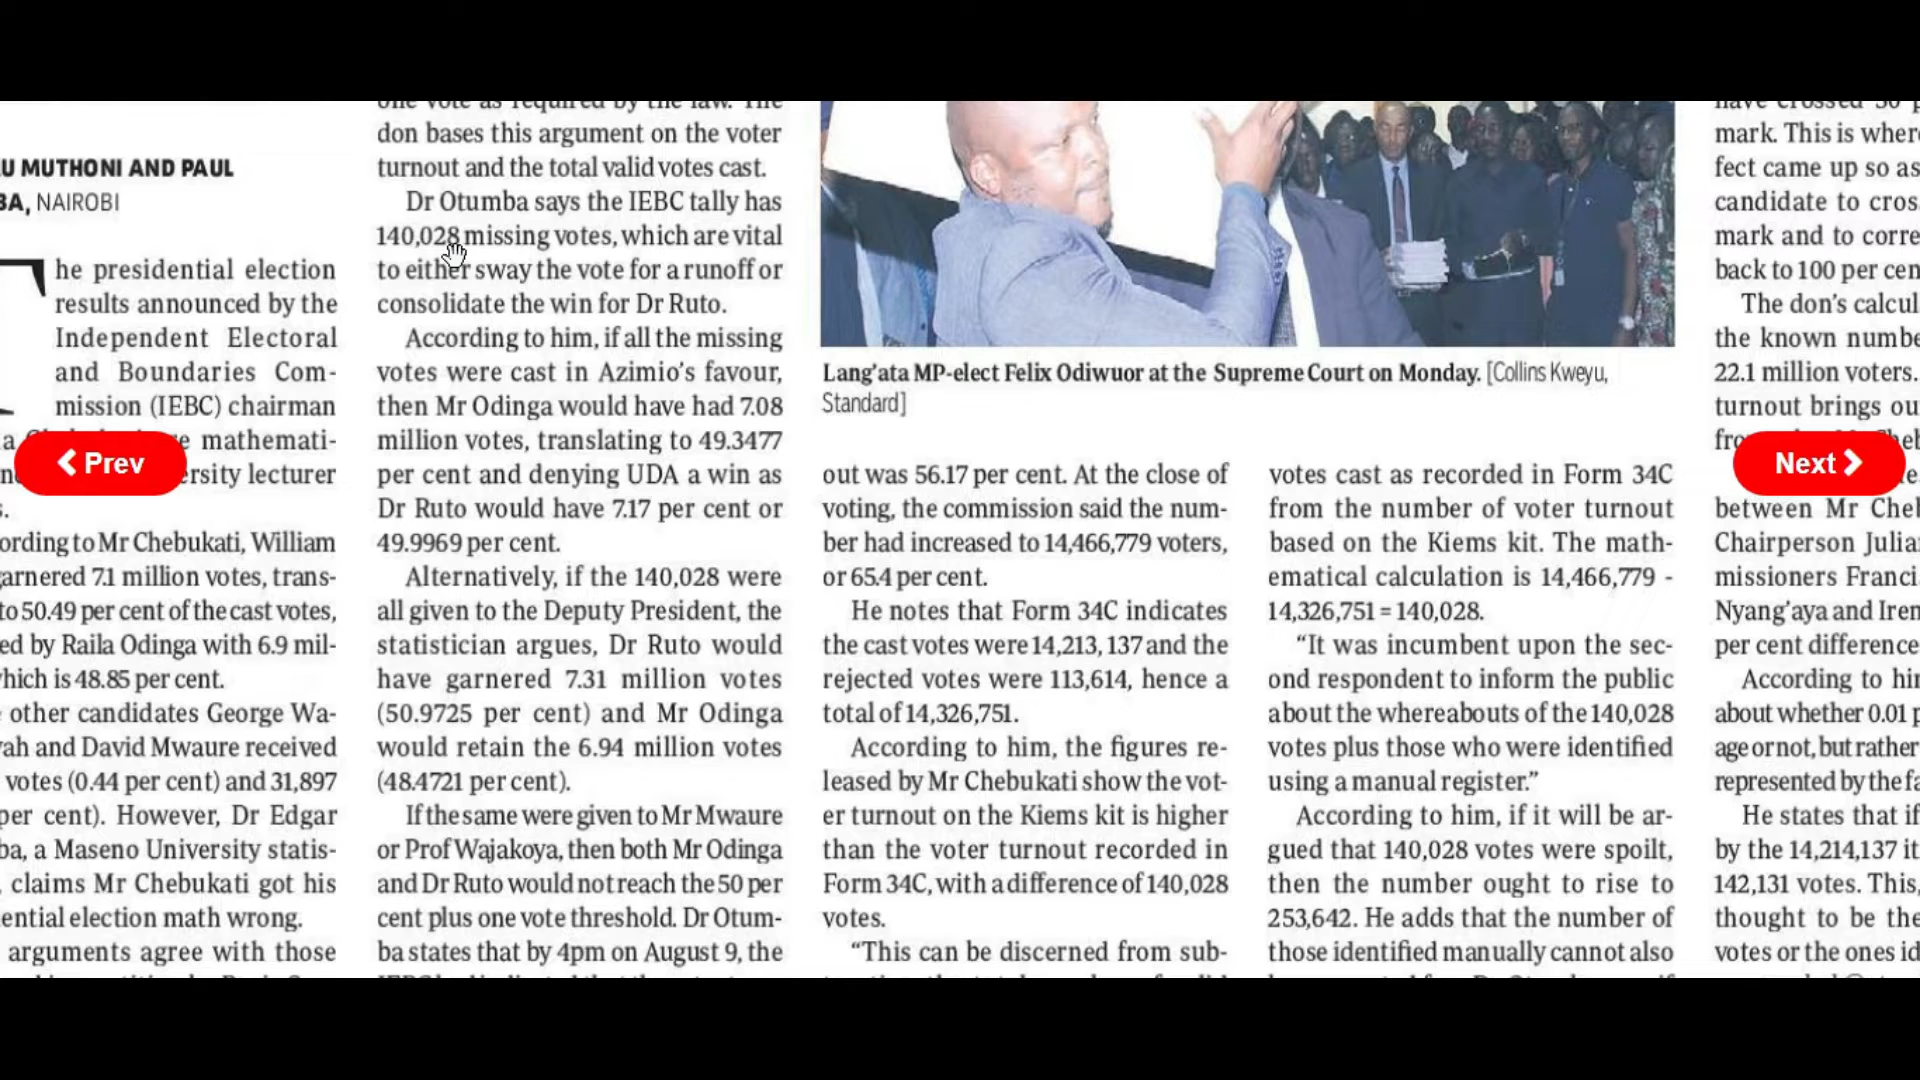 U MUTHONI AND PAUL
BA, NAIROBI
he presidential election
results announced by the
Independent Electoral
and Boundaries Com-
mission (IEBC) chairman
mathemati-
ersity lecturer
s.
ording to Mr Chebukati, William
arnered 7.1 million votes, trans-
to 50.49 per cent of the cast votes,
ed by Raila Odinga with 6.9 mil-
hich is 48.85 per cent.
other candidates George Wa-
yah and David Mwaure received
votes (0.44 per cent) and 31,897
per cent). However, Dr Edgar
ba, a Maseno University statis-
, claims Mr Chebukati got his
ential election math wrong.
arguments agree with those
one vote as required by the law. The
don bases this argument on the voter
turnout and the total valid votes cast.
Dr Otumba says the IEBC tally has
140,028 missing votes, which are vital
to either sway the vote for a runoff or
consolidate the win for Dr Ruto.
According to him, if all the missing
votes were cast in Azimio's favour,
then Mr Odinga would have had 7.08
million votes, translating to 49.3477
per cent and denying UDA a win as
Dr Ruto would have 7.17 per cent or
49.9969 per cent.
Alternatively, if the 140,028 were
all given to the Deputy President, the
statistician argues, Dr Ruto would
have garnered 7.31 million votes
(50.9725 per cent) and Mr Odinga
would retain the 6.94 million votes
(48.4721 per cent).
If the same were given to Mr Mwaure
or Prof Wajakoya, then both Mr Odinga
and Dr Ruto would not reach the 50 per
cent plus one vote threshold. Dr Otum-
ba states that by 4pm on August 9, the
Lang'ata MP-elect Felix Odiwuor at the Supreme Court on Monday. [Collins Kweyu,
Standard]
out was 56.17 per cent. At the close of
voting, the commission said the num-
ber had increased to 14,466,779 voters,
or 65.4 per cent.
He notes that Form 34C indicates
the cast votes were 14,213, 137 and the
rejected votes were 113,614, hence a
total of 14,326,751.
According to him, the figures re-
leased by Mr Chebukati show the vot-
er turnout on the Kiems kit is higher
than the voter turnout recorded in
Form 34C, with a difference of 140,028
votes.
"This can be discerned from sub-
votes cast as recorded in Form 34C
from the number of voter turnout
based on the Kiems kit. The math-
ematical calculation is 14,466,779 -
14,326,751 = 140,028.
"It was incumbent upon the sec-
ond respondent to inform the public
about the whereabouts of the 140,028
votes plus those who were identified
using a manual register."
According to him, if it will be ar-
gued that 140,028 votes were spoilt,
then the number ought to rise to
253,642. He adds that the number of
those identified manually cannot also
have crossed 50 p
mark. This is where
fect came up so as
candidate to cros
mark and to corre
back to 100 per cen
The don's calcul
the known numbe
22.1 million voters.
turnout brings ou
between Mr Cheb
Chairperson Julian
missioners Franci
Nyang'aya and Iren
per cent difference
According to him
about whether 0.01 p
age or not, but rather
represented by the fa
He states that if
by the 14,214,137 it
142,131 votes. This,
thought to be the
votes or the ones id
Prev
Next